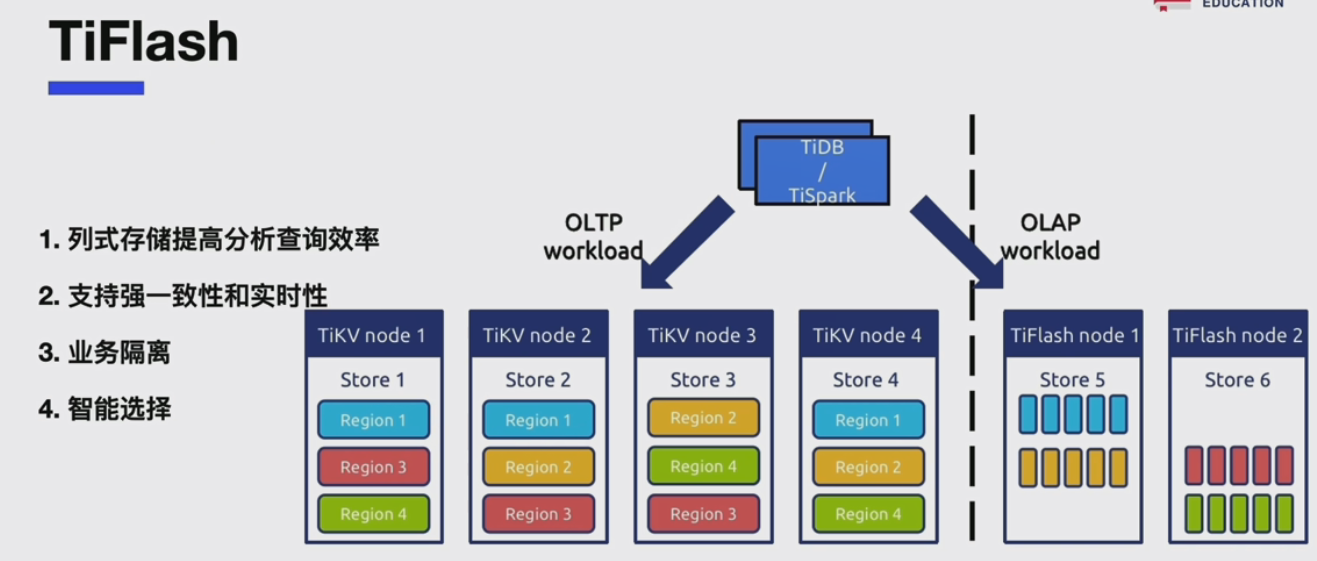 EDUCATION
TiFlash
TiDB
/
TiSpark
OLTP
workload
OLAP
workload
1. 列式存储提高分析查询效率
2. 支持强一致性和实时性
3. 业务隔离
4. 智能选择
TiKV node 1
Store 1
Region 1
Region 3
Region 4
TiKV node 2
Store 2
Region 1
Region 2
Region 3
TiKV node 3
Store 3
Region 2
Region 4
Region 3
TiKV node 4
Store 4
Region 1
Region 2
Region 4
TiFlash node 1
Store 5
TiFlash node 2
Store 6